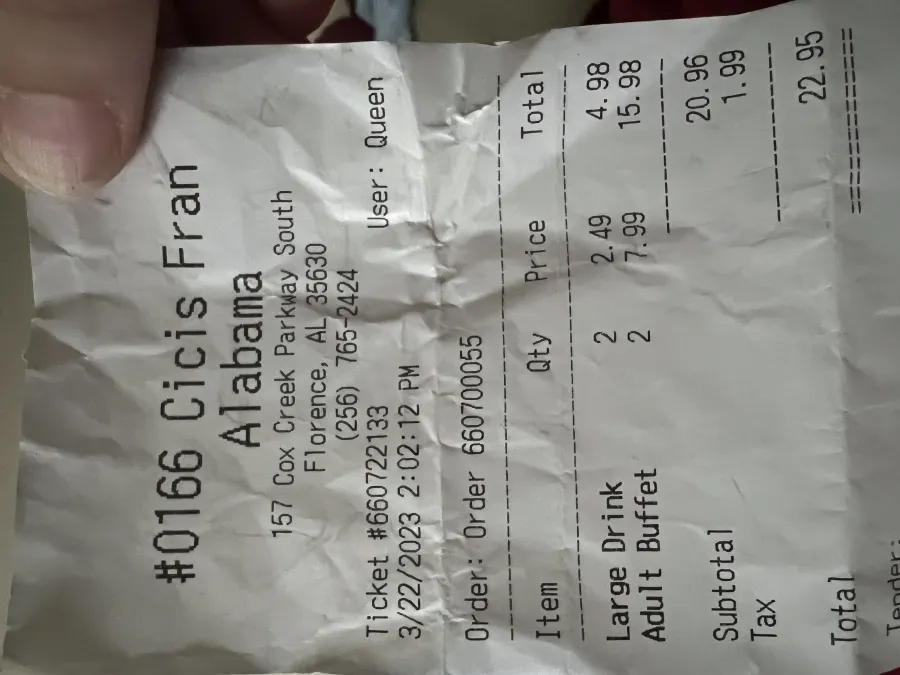 #0166 Cicis Fran
Alabama
157 Cox Creek Parkway South
Florence, AL 35630
(256) 765-2424
Ticket #660722133
3/22/2023 2:02:12 PM User: Queen
Order: Order 660700055
Item Qty Price Total
Large Drink 2 2.49 4.98
Adult Buffet 2 7.99 15.98
Subtotal 20.96
Tax 1.99
Total 22.95
Tender: